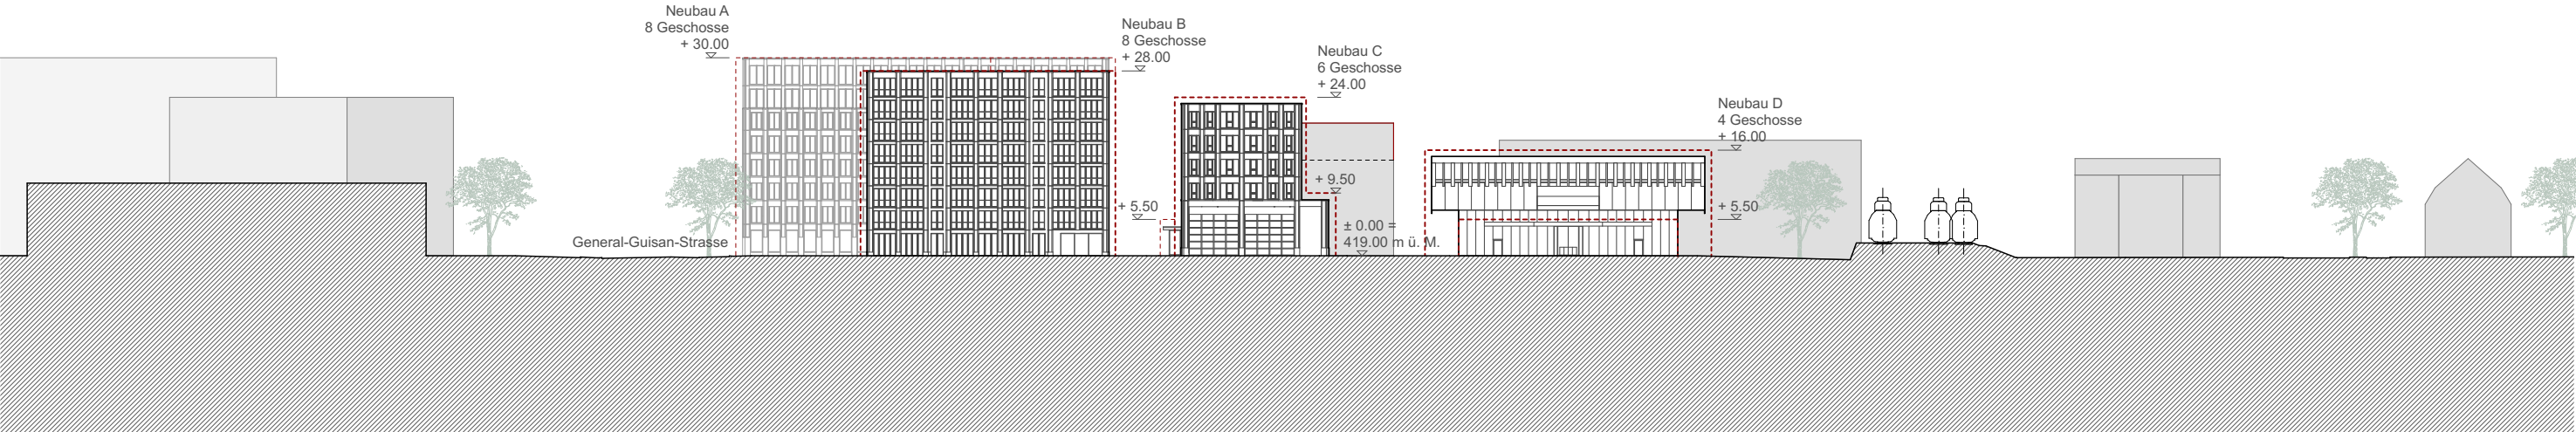 Neubau A
8 Geschosse
+ 30.00
Neubau B
8 Geschosse
+ 28.00
Neubau C
6 Geschosse
+ 24.00
Neubau D
4 Geschosse
+ 16.00
+ 9.50
+ 5.50
+ 5.50
± 0.00 =
419.00 m ü. M.
General-Guisan-Strasse